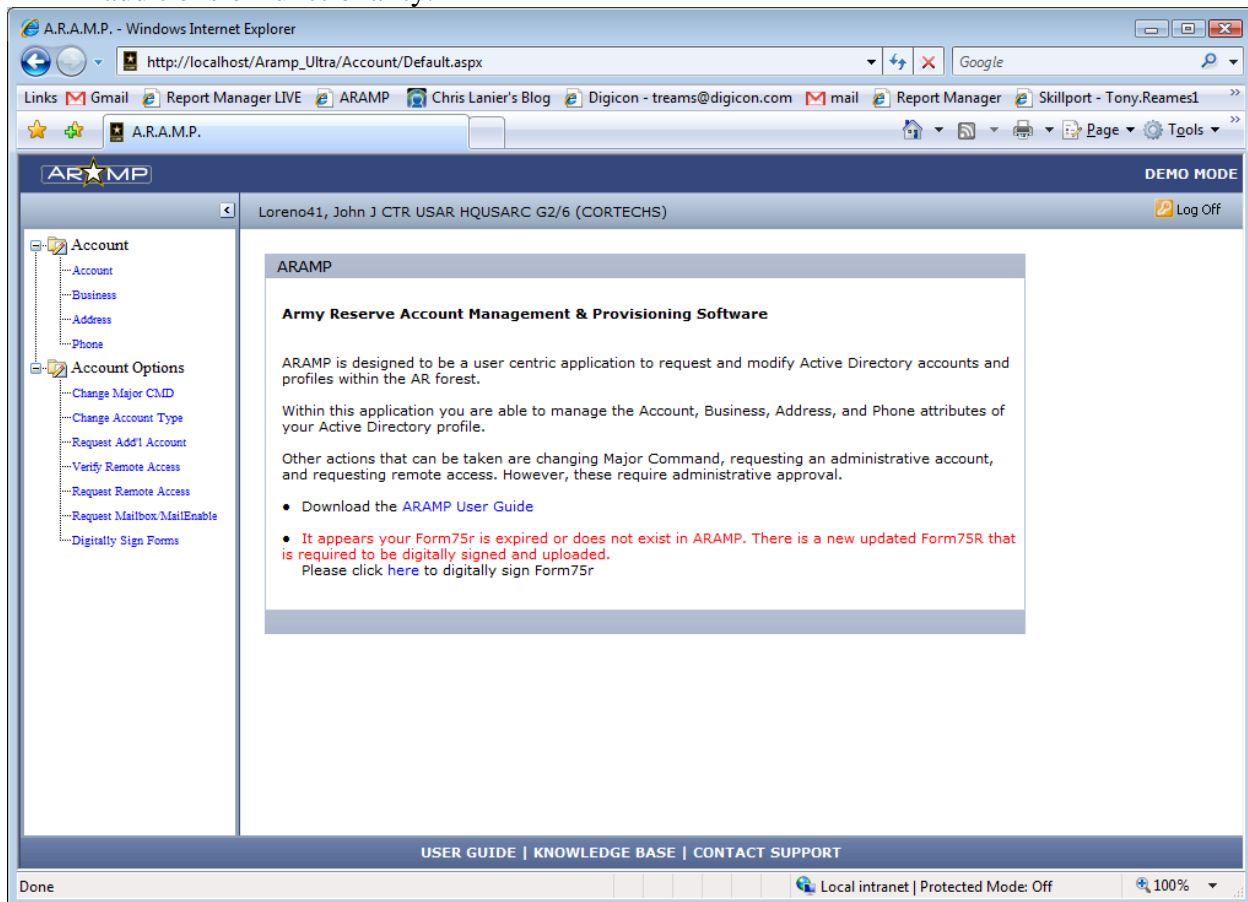 A.R.A.M.P. - Windows Internet Explorer
http://localhost/Aramp_Ultra/Account/Default.aspx
Google
Links Gmail Report Manager LIVE ARAMP Chris Lanier's Blog Digicon - treams@digicon.com mail Report Manager Skillport - Tony.Reames1 »
A.R.A.M.P. Page Tools »
ARAMP DEMO MODE
Loreno41, John J CTR USAR HQUSARC G2/6 (CORTECHS) Log Off
Account
Account
Business
Address
Phone
Account Options
Change Major CMD
Change Account Type
Request Add'l Account
Verify Remote Access
Request Remote Access
Request Mailbox/MailEnable
Digitally Sign Forms
ARAMP
Army Reserve Account Management & Provisioning Software
ARAMP is designed to be a user centric application to request and modify Active Directory accounts and
profiles within the AR forest.
Within this application you are able to manage the Account, Business, Address, and Phone attributes of
your Active Directory profile.
Other actions that can be taken are changing Major Command, requesting an administrative account,
and requesting remote access. However, these require administrative approval.
• Download the ARAMP User Guide
• It appears your Form75r is expired or does not exist in ARAMP. There is a new updated Form75R that
is required to be digitally signed and uploaded.
Please click here to digitally sign Form75r
USER GUIDE | KNOWLEDGE BASE | CONTACT SUPPORT
Done Local intranet | Protected Mode: Off 100%